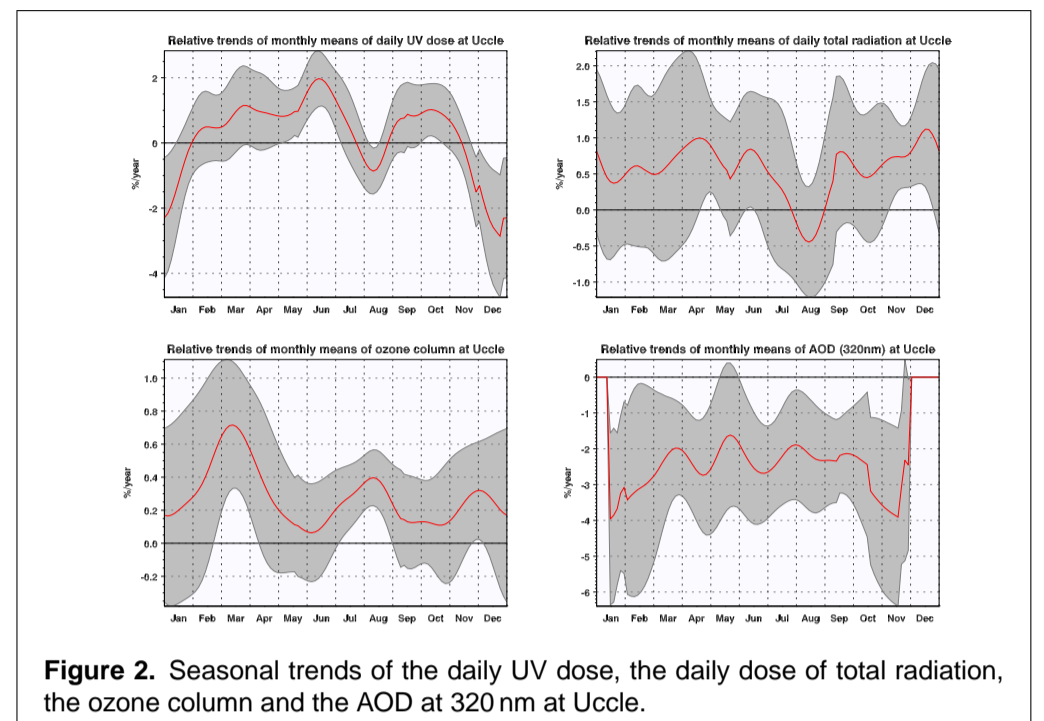 Relative trends of monthly means of daily UV dose at Uccle
%/year
2
0
-2
-4
Jan Feb Mar Apr May Jun Jul Aug Sep Oct Nov Dec
Relative trends of monthly means of daily total radiation at Uccle
%/year
2.0
1.5
1.0
0.5
0.0
-0.5
-1.0
Jan Feb Mar Apr May Jun Jul Aug Sep Oct Nov Dec
Relative trends of monthly means of ozone column at Uccle
%/year
1.0
0.8
0.6
0.4
0.2
0.0
-0.2
Jan Feb Mar Apr May Jun Jul Aug Sep Oct Nov Dec
Relative trends of monthly means of AOD (320nm) at Uccle
%/year
0
-1
-2
-3
-4
-5
-6
Jan Feb Mar Apr May Jun Jul Aug Sep Oct Nov Dec
Figure 2. Seasonal trends of the daily UV dose, the daily dose of total radiation,
the ozone column and the AOD at 320 nm at Uccle.